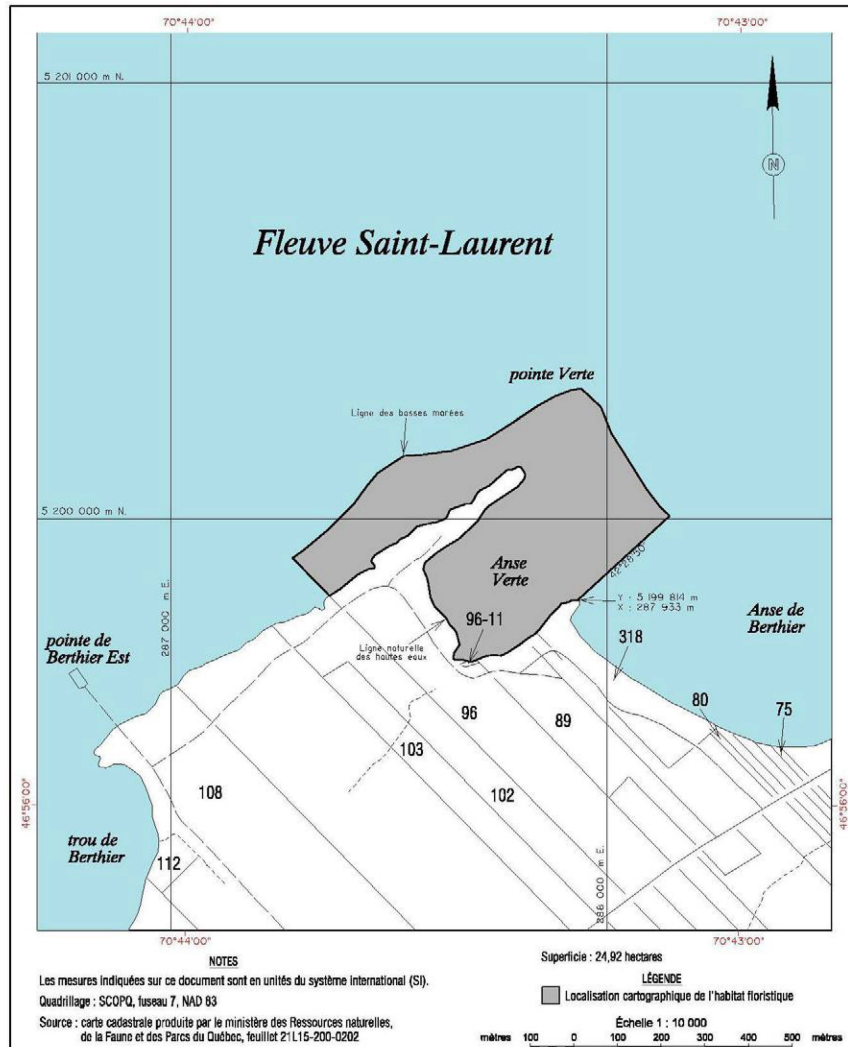 70°44'00"
70°43'00"
5 201 000 m N.
N
Fleuve Saint-Laurent
pointe Verte
Ligne des basses marées
5 200 000 m N.
Anse
Verte
42°28'30"
Y : 5 199 814 m
X : 287 933 m
Anse de
Berthier
287 000 m E.
pointe de
Berthier Est
96-11
Ligne naturelle
des hautes eaux
318
80
75
96
89
103
102
108
46°56'00"
46°56'00"
trou de
Berthier
112
288 000 m E.
70°44'00"
70°43'00"
NOTES
Les mesures indiquées sur ce document sont en unités du système international (SI).
Quadrillage : SCOPQ, fuseau 7, NAD 83
Source : carte cadastrale produite par le ministère des Ressources naturelles,
de la Faune et des Parcs du Québec, feuillet 21L15-200-0202
Superficie : 24,92 hectares
LÉGENDE
Localisation cartographique de l'habitat floristique
Échelle 1 : 10 000
mètres 100 0 100 200 300 400 500 mètres